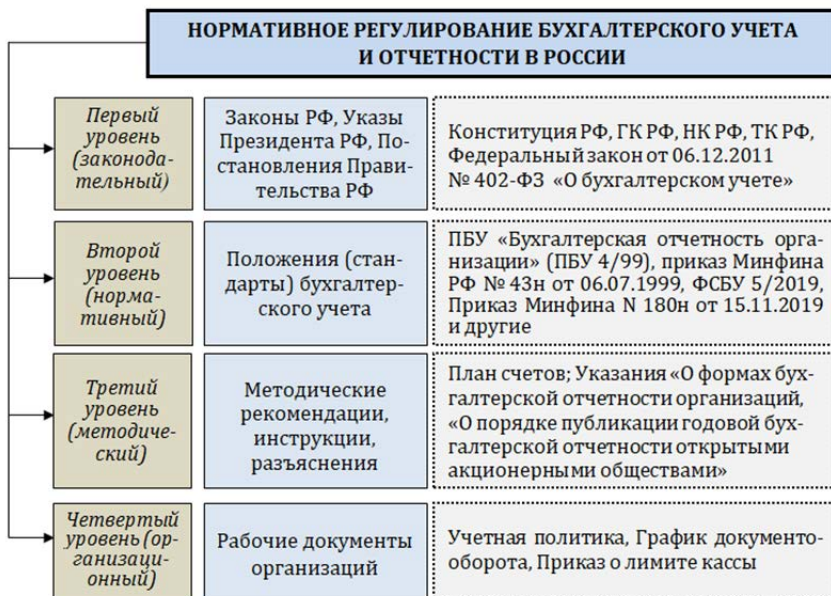 НОРМАТИВНОЕ РЕГУЛИРОВАНИЕ БУХГАЛТЕРСКОГО УЧЕТА
И ОТЧЕТНОСТИ В РОССИИ
Первый
уровень
(законода-
тельный)
Законы РФ, Указы
Президента РФ, По-
становления Прави-
тельства РФ
Конституция РФ, ГК РФ, НК РФ, ТК РФ,
Федеральный закон от 06.12.2011
№ 402-ФЗ «О бухгалтерском учете»
Второй
уровень
(норма-
тивный)
Положения (стан-
дарты) бухгалтер-
ского учета
ПБУ «Бухгалтерская отчетность орга-
низации» (ПБУ 4/99), приказ Минфина
РФ № 43н от 06.07.1999, ФСБУ 5/2019,
Приказ Минфина N 180н от 15.11.2019
и другие
Третий
уровень
(методиче-
ский)
Методические
рекомендации,
инструкции,
разъяснения
План счетов; Указания «О формах бух-
галтерской отчетности организаций,
«О порядке публикации годовой бух-
галтерской отчетности открытыми
акционерными обществами»
Четвертый
уровень (ор-
ганизаци-
онный)
Рабочие документы
организаций
Учетная политика, График документо-
оборота, Приказ о лимите кассы